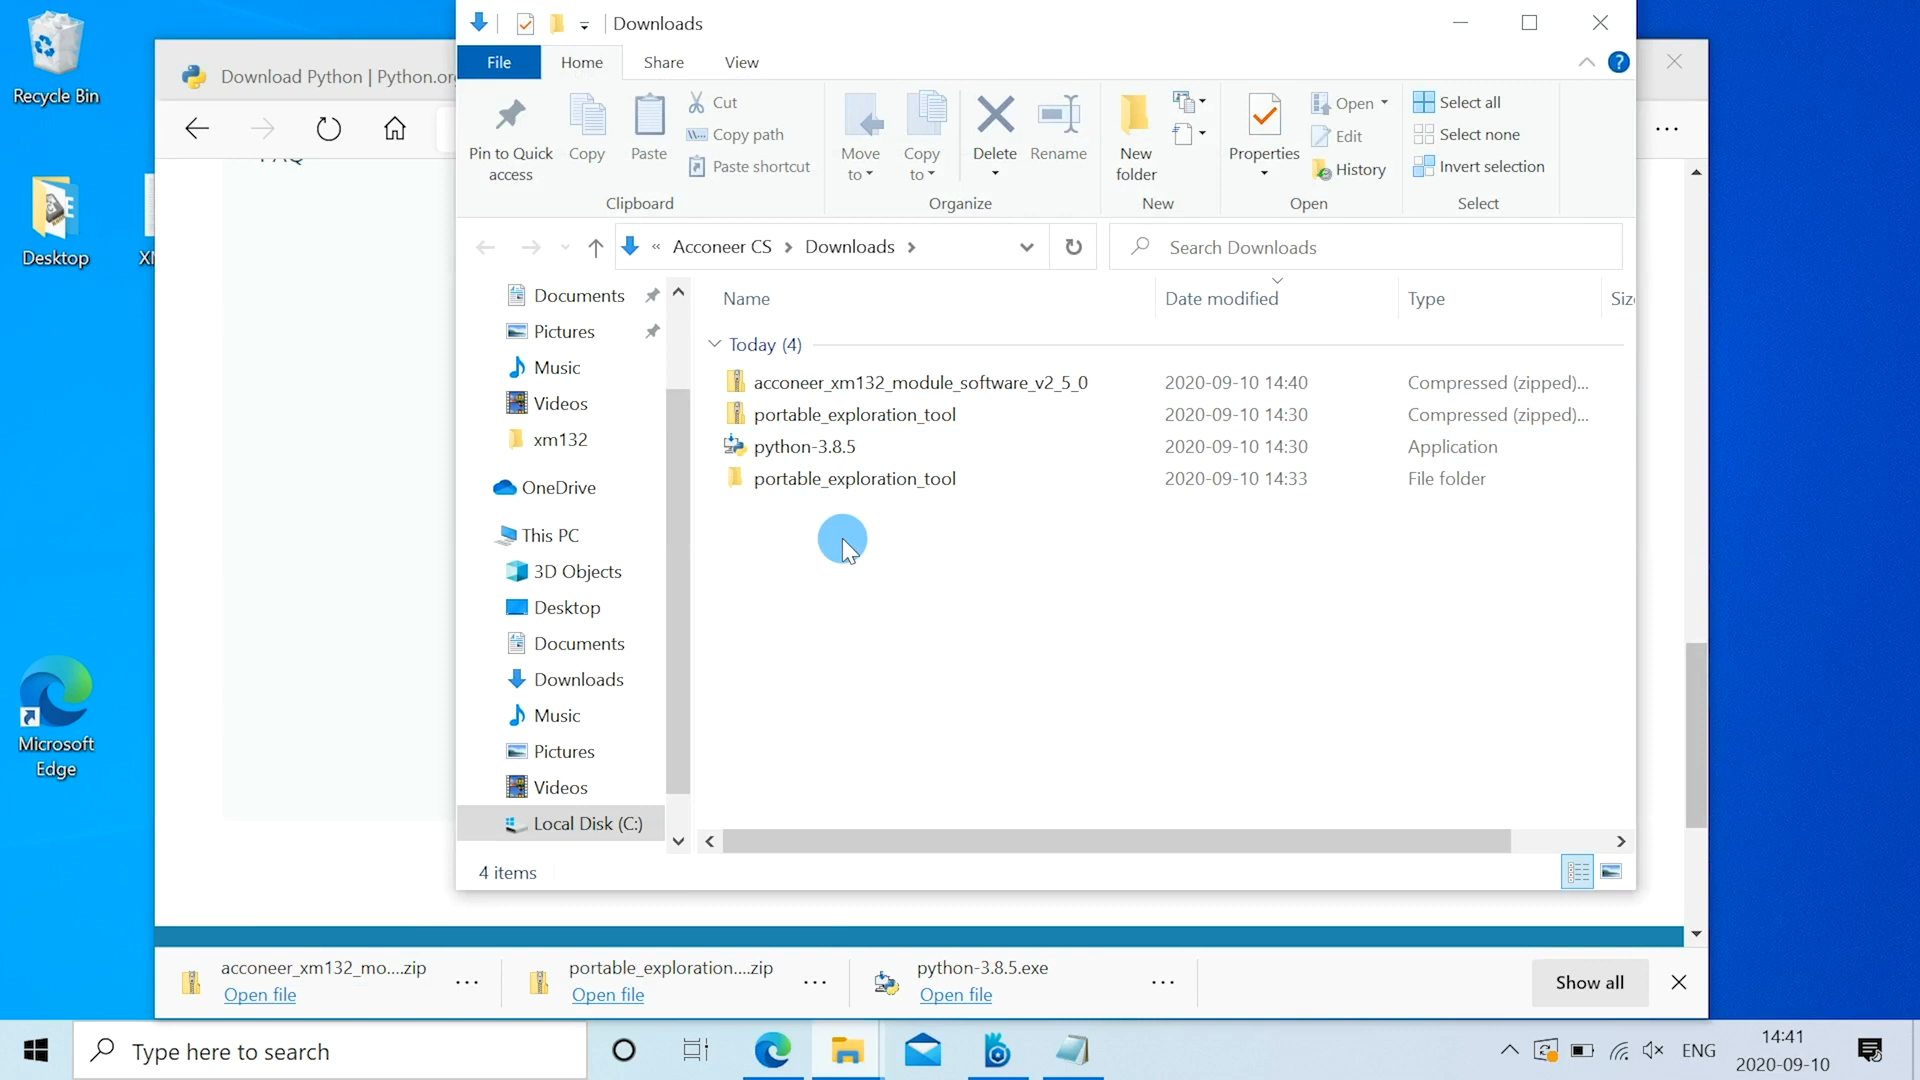 Recycle Bin
Desktop
XM
Microsoft
Edge
Download Python | Python.or
FAQ
Downloads
File
Home
Share
View
Pin to Quick
access
Copy
Paste
Cut
Copy path
Paste shortcut
Clipboard
Move
to
Copy
to
Delete
Rename
Organize
New
folder
New
Properties
Open
Edit
History
Open
Select all
Select none
Invert selection
Select
« Acconeer CS > Downloads >
Search Downloads
Documents
Pictures
Music
Videos
xm132
OneDrive
This PC
3D Objects
Desktop
Documents
Downloads
Music
Pictures
Videos
Local Disk (C:)
Name Date modified Type Siz
Today (4)
acconeer_xm132_module_software_v2_5_0 2020-09-10 14:40 Compressed (zipped)...
portable_exploration_tool 2020-09-10 14:30 Compressed (zipped)...
python-3.8.5 2020-09-10 14:30 Application
portable_exploration_tool 2020-09-10 14:33 File folder
4 items
acconeer_xm132_mo....zip
Open file
portable_exploration....zip
Open file
python-3.8.5.exe
Open file
Show all
Type here to search
ENG
14:41
2020-09-10